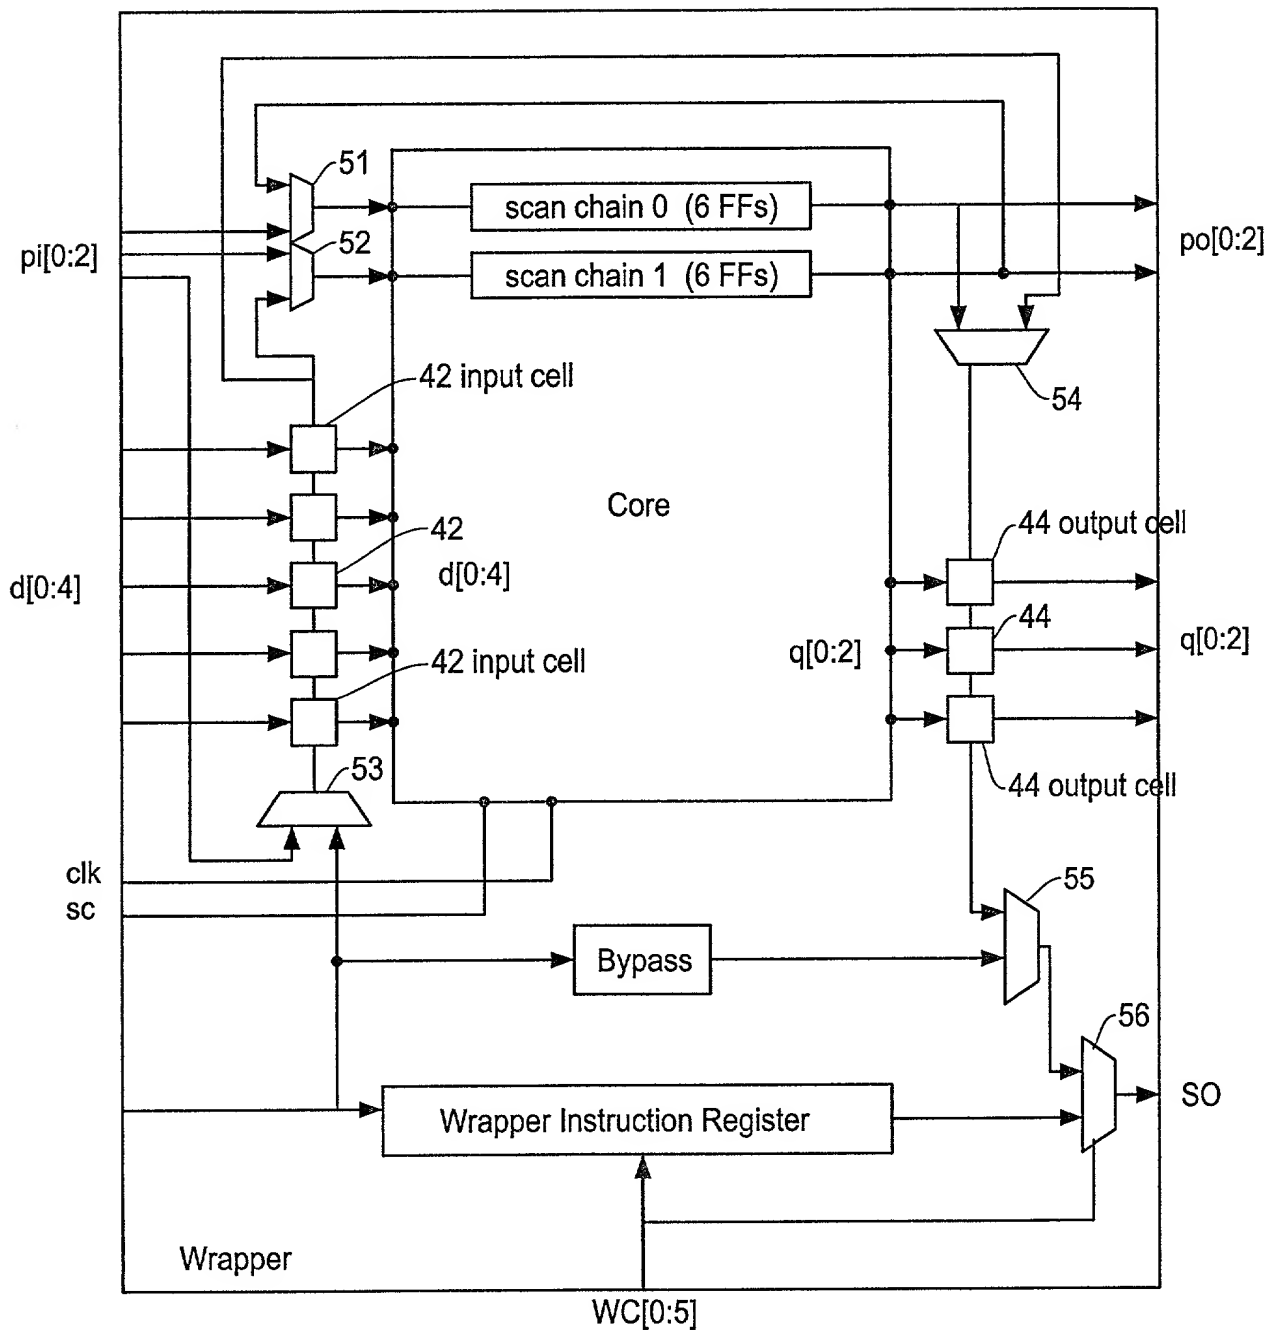 51
scan chain 0 (6 FFs)
52
pi[0:2]
po[0:2]
scan chain 1 (6 FFs)
42 input cell
54
Core
44 output cell
42
d[0:4]
d[0:4]
44
q[0:2]
q[0:2]
42 input cell
53
44 output cell
clk
sc
55
Bypass
56
SO
Wrapper Instruction Register
Wrapper
WC[0:5]